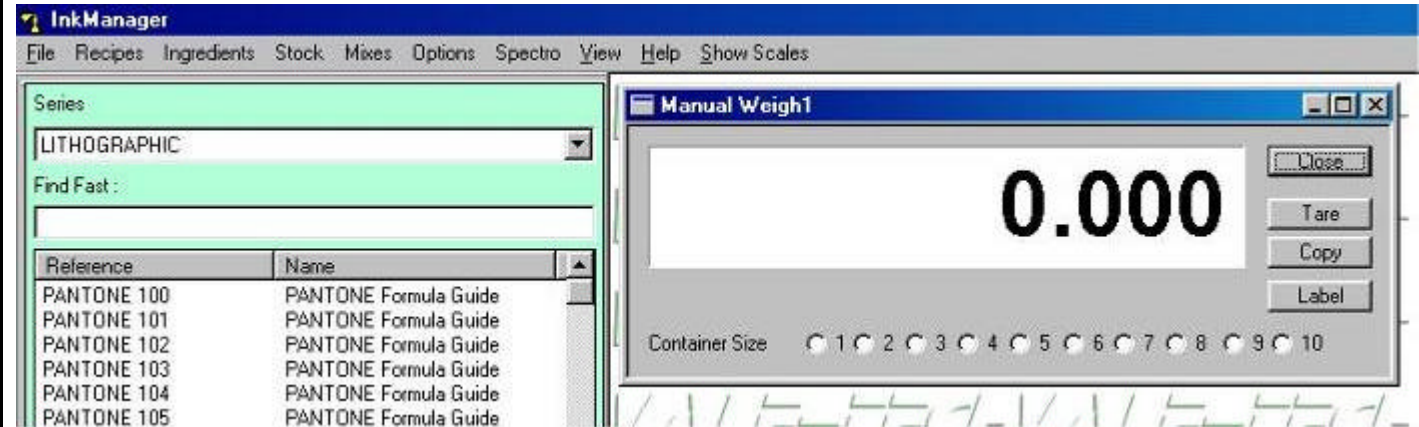 InkManager
File Recipes Ingredients Stock Mixes Options Spectro View Help Show Scales
Series
LITHOGRAPHIC
Find Fast :
Reference Name
PANTONE 100 PANTONE Formula Guide
PANTONE 101 PANTONE Formula Guide
PANTONE 102 PANTONE Formula Guide
PANTONE 103 PANTONE Formula Guide
PANTONE 104 PANTONE Formula Guide
PANTONE 105 PANTONE Formula Guide
Manual Weigh1
0.000
Close
Tare
Copy
Label
Container Size 1 2 3 4 5 6 7 8 9 10